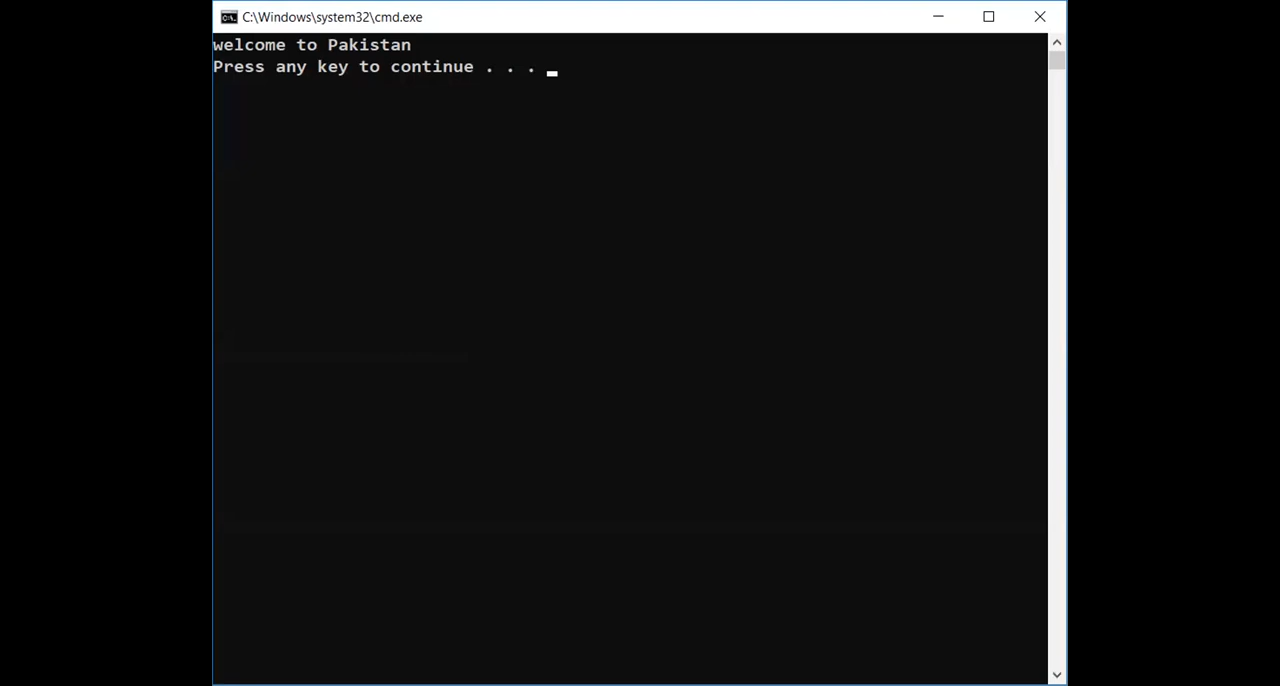 C:\Windows\system32\cmd.exe
welcome to Pakistan
Press any key to continue . . .